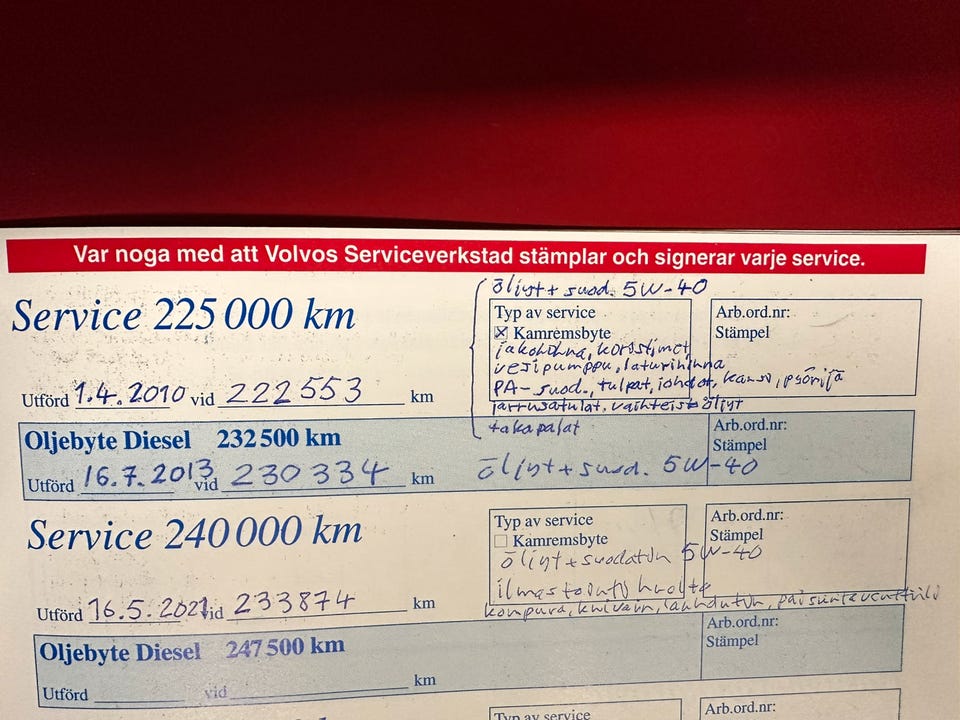 Var noga med att Volvos Serviceverkstad stämplar och signerar varje service.
öljyt + suod. 5W-40
Service 225 000 km
Typ av service
☒ Kamremsbyte
Arb.ord.nr:
Stämpel
jakohihna, kiristimet
vesipumppu, laturihihna
PA-suod., tulpat, johdot, kansi, pyörijä
jarrusatulat, vaihteistoöljyt
takapalat
Utförd 1.4.2010 vid 222553 km
Oljebyte Diesel 232 500 km
Arb.ord.nr:
Stämpel
Utförd 16.7.2013 vid 230334 km
öljyt + suod. 5W-40
Service 240 000 km
Typ av service
☐ Kamremsbyte
Arb.ord.nr:
Stämpel
öljyt + suodatin 5W-40
ilmastointihuolto
Utförd 16.5.2021 vid 233874 km
konpura, kuivain, lauhdutin, paisuntaventtiili
Oljebyte Diesel 247 500 km
Arb.ord.nr:
Stämpel
Utförd vid km
Typ av service
Arb.ord.nr: